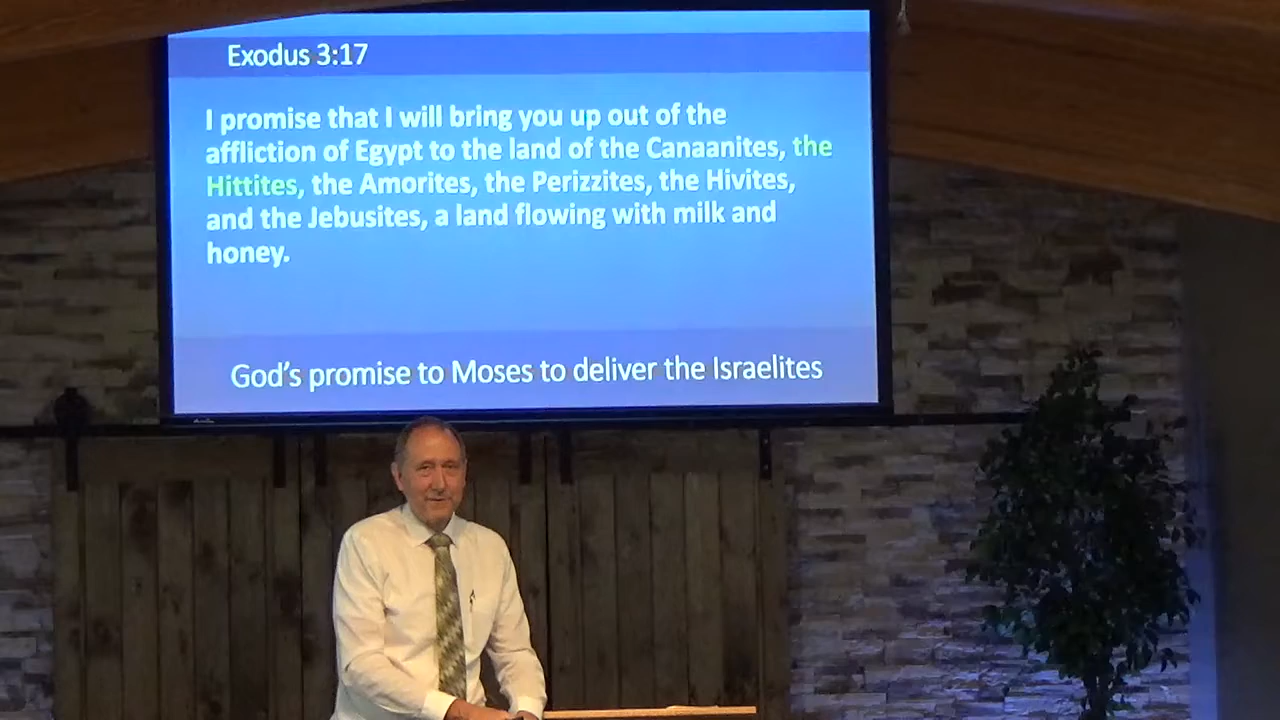 Exodus 3:17
I promise that I will bring you up out of the
affliction of Egypt to the land of the Canaanites, the
Hittites, the Amorites, the Perizzites, the Hivites,
and the Jebusites, a land flowing with milk and
honey.
God's promise to Moses to deliver the Israelites